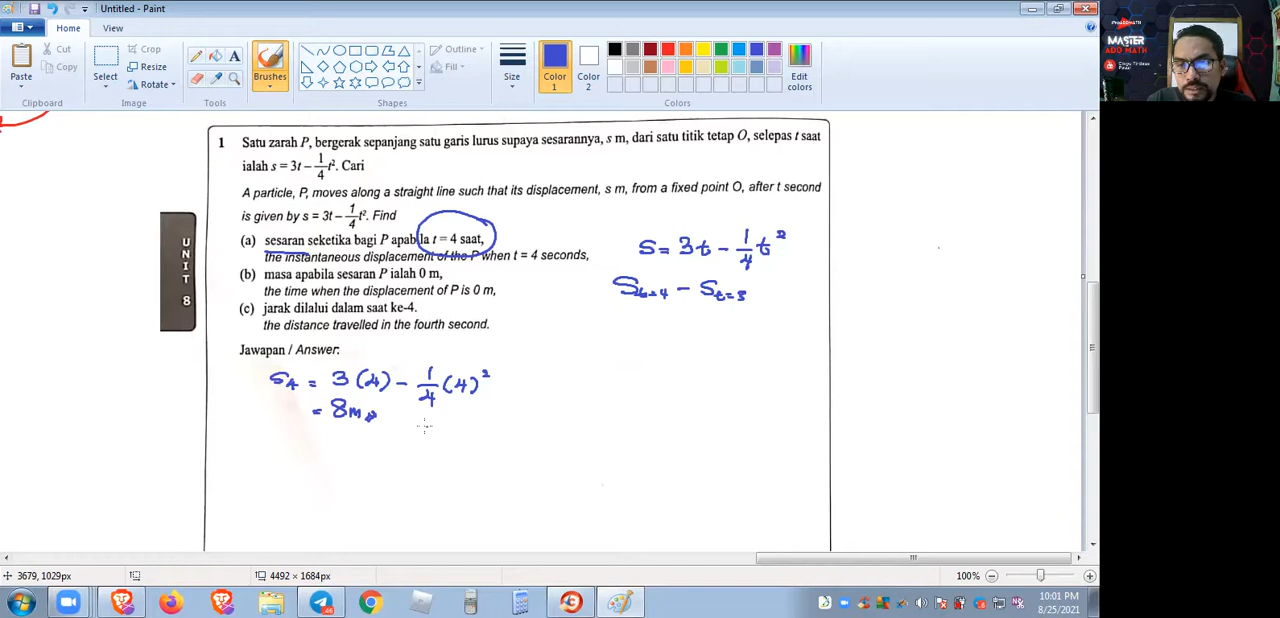 Untitled - Paint
Home
View
Paste
Cut
Copy
Select
Crop
Resize
Rotate
Brushes
Outline
Fill
Size
Color 1
Color 2
Edit colors
Clipboard
Image
Tools
Shapes
Colors
MASTER
ADD MATH
UNIT 8
1 Satu zarah P, bergerak sepanjang satu garis lurus supaya sesarannya, s m, dari satu titik tetap O, selepas t saat
ialah s = 3t – 1/4 t². Cari
A particle, P, moves along a straight line such that its displacement, s m, from a fixed point O, after t second
is given by s = 3t – 1/4 t². Find
(a) sesaran seketika bagi P apabila t = 4 saat,
the instantaneous displacement of the P when t = 4 seconds,
(b) masa apabila sesaran P ialah 0 m,
the time when the displacement of P is 0 m,
(c) jarak dilalui dalam saat ke-4.
the distance travelled in the fourth second.
Jawapan / Answer:
S4 = 3(4) – 1/4 (4)²
= 8m
S = 3t – 1/4 t²
St=4 – St=3
3679, 1029px
4492 × 1684px
100%
10:01 PM
8/25/2021